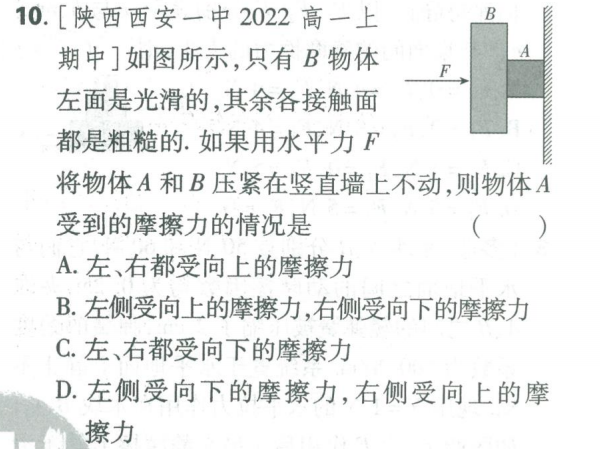 10. [陕西西安一中 2022 高一上
期中]如图所示,只有 B 物体
左面是光滑的,其余各接触面
都是粗糙的. 如果用水平力 F
将物体 A 和 B 压紧在竖直墙上不动,则物体 A
受到的摩擦力的情况是 (  )
A. 左、右都受向上的摩擦力
B. 左侧受向上的摩擦力,右侧受向下的摩擦力
C. 左、右都受向下的摩擦力
D. 左侧受向下的摩擦力,右侧受向上的摩
擦力
B
A
F